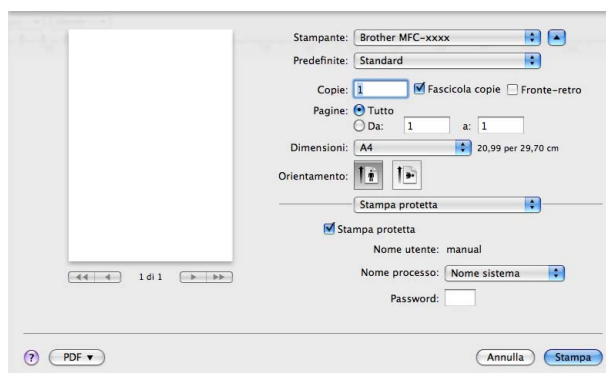 Stampante: Brother MFC-xxxx
Predefinite: Standard
Copie: 1 Fascicola copie Fronte-retro
Pagine: Tutto
Da: 1 a: 1
Dimensioni: A4 20,99 per 29,70 cm
Orientamento:
Stampa protetta
Stampa protetta
Nome utente: manual
1 di 1
Nome processo: Nome sistema
Password:
? PDF Annulla Stampa